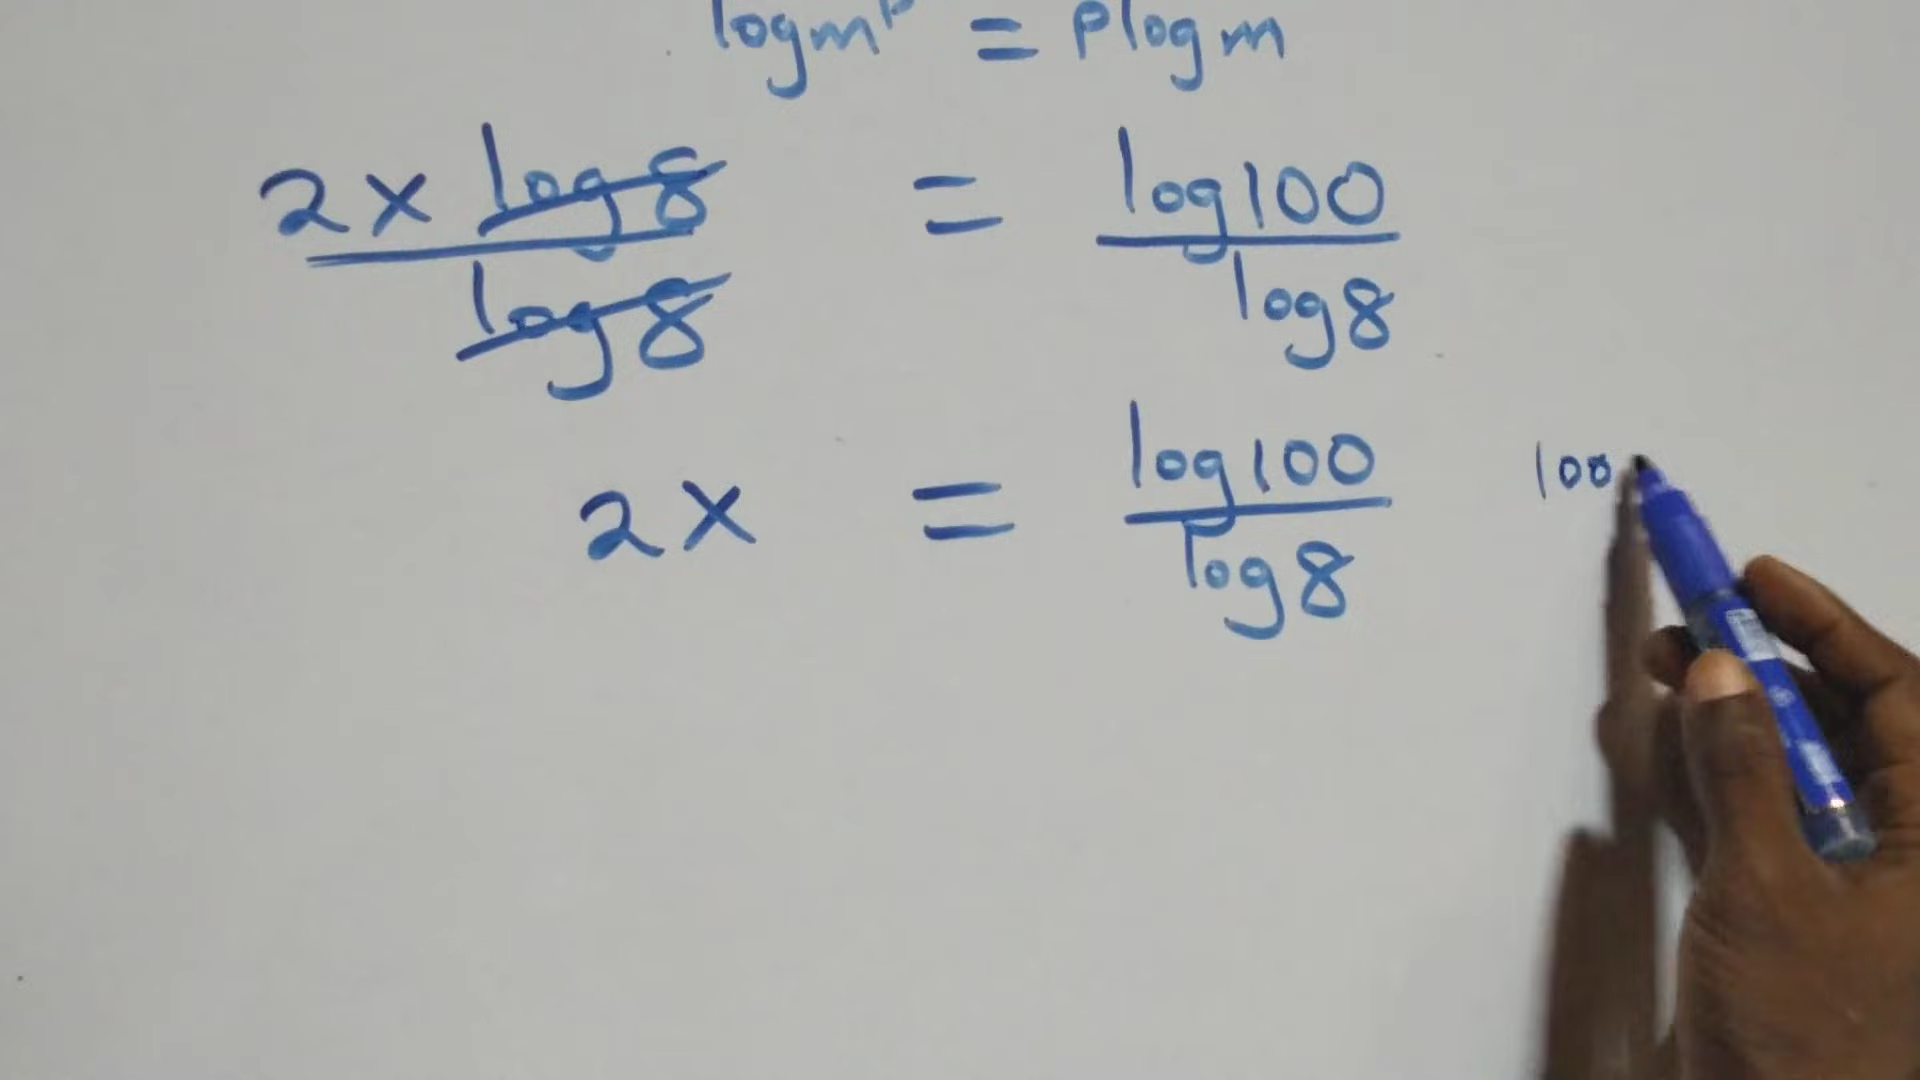 log m^p = p log m
2x log 8 = log 100
log 8 log 8
2x = log 100
log 8
100